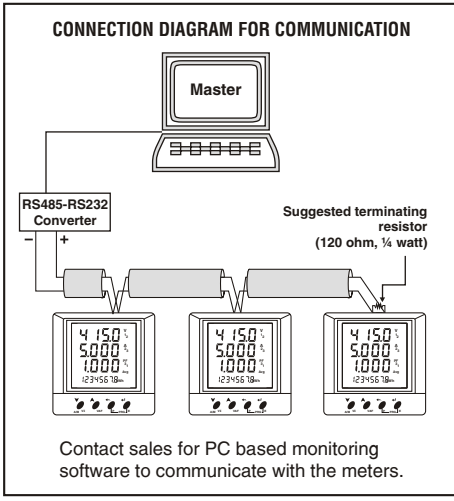 CONNECTION DIAGRAM FOR COMMUNICATION
Master
RS485-RS232
Converter
– +
Suggested terminating
resistor
(120 ohm, ¼ watt)
415.0
5.000
1.000
12345678
415.0
5.000
1.000
12345678
415.0
5.000
1.000
12345678
Contact sales for PC based monitoring
software to communicate with the meters.